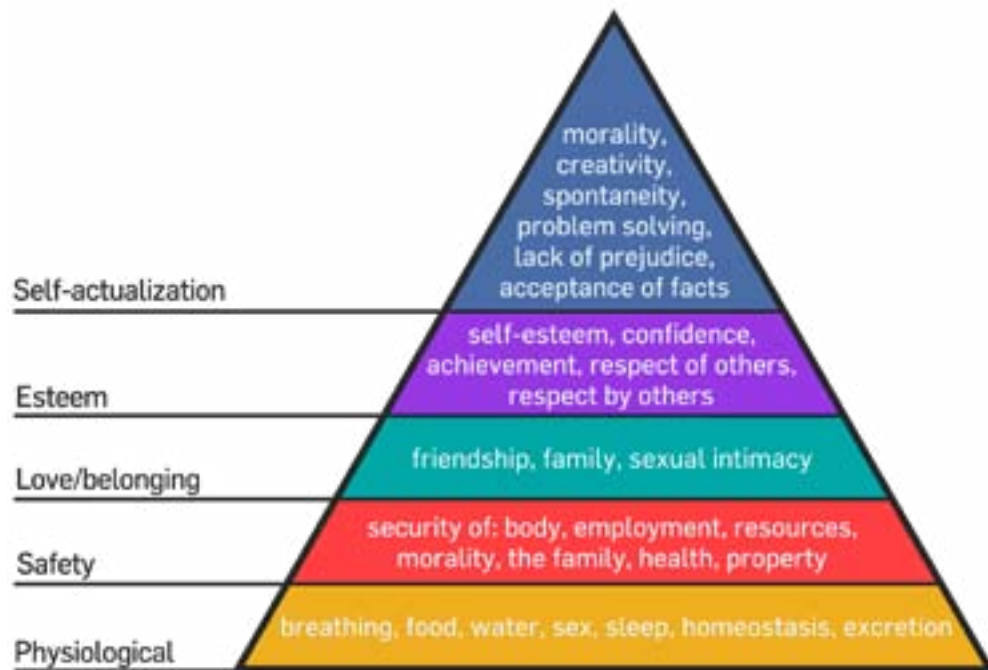 morality,
creativity,
spontaneity,
problem solving,
lack of prejudice,
acceptance of facts
Self-actualization
self-esteem, confidence,
achievement, respect of others,
respect by others
Esteem
friendship, family, sexual intimacy
Love/belonging
security of: body, employment, resources,
morality, the family, health, property
Safety
breathing, food, water, sex, sleep, homeostasis, excretion
Physiological